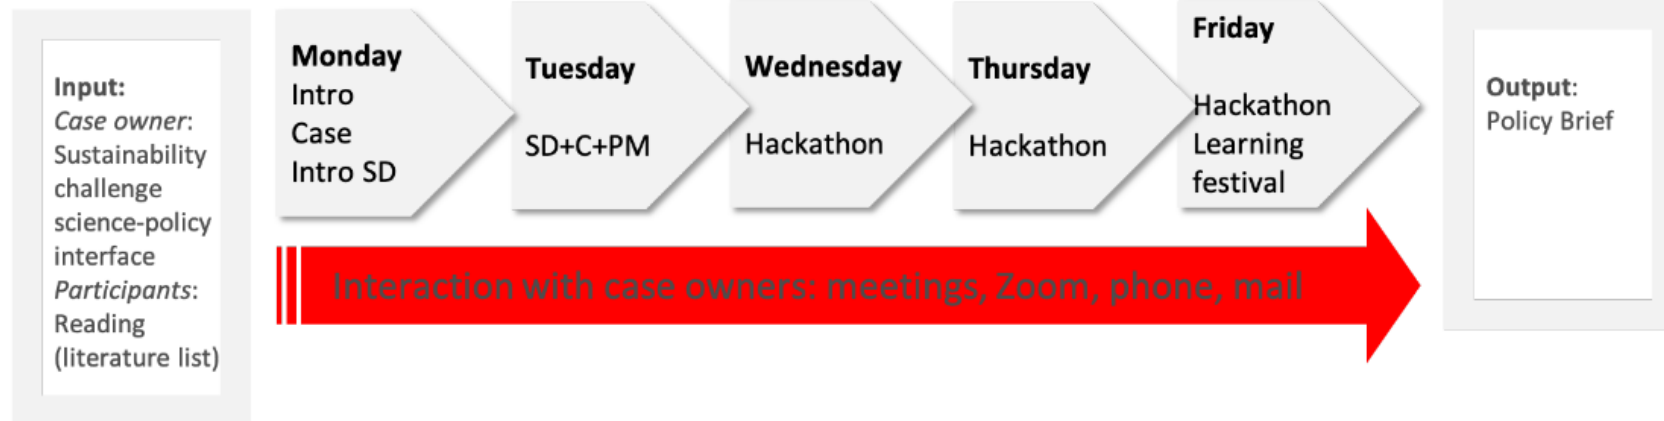 Input:
Case owner:
Sustainability
challenge
science-policy
interface
Participants:
Reading
(literature list)
Monday
Intro
Case
Intro SD
Tuesday
SD+C+PM
Wednesday
Hackathon
Thursday
Hackathon
Friday
Hackathon
Learning
festival
Interaction with case owners: meetings, Zoom, phone, mail
Output:
Policy Brief